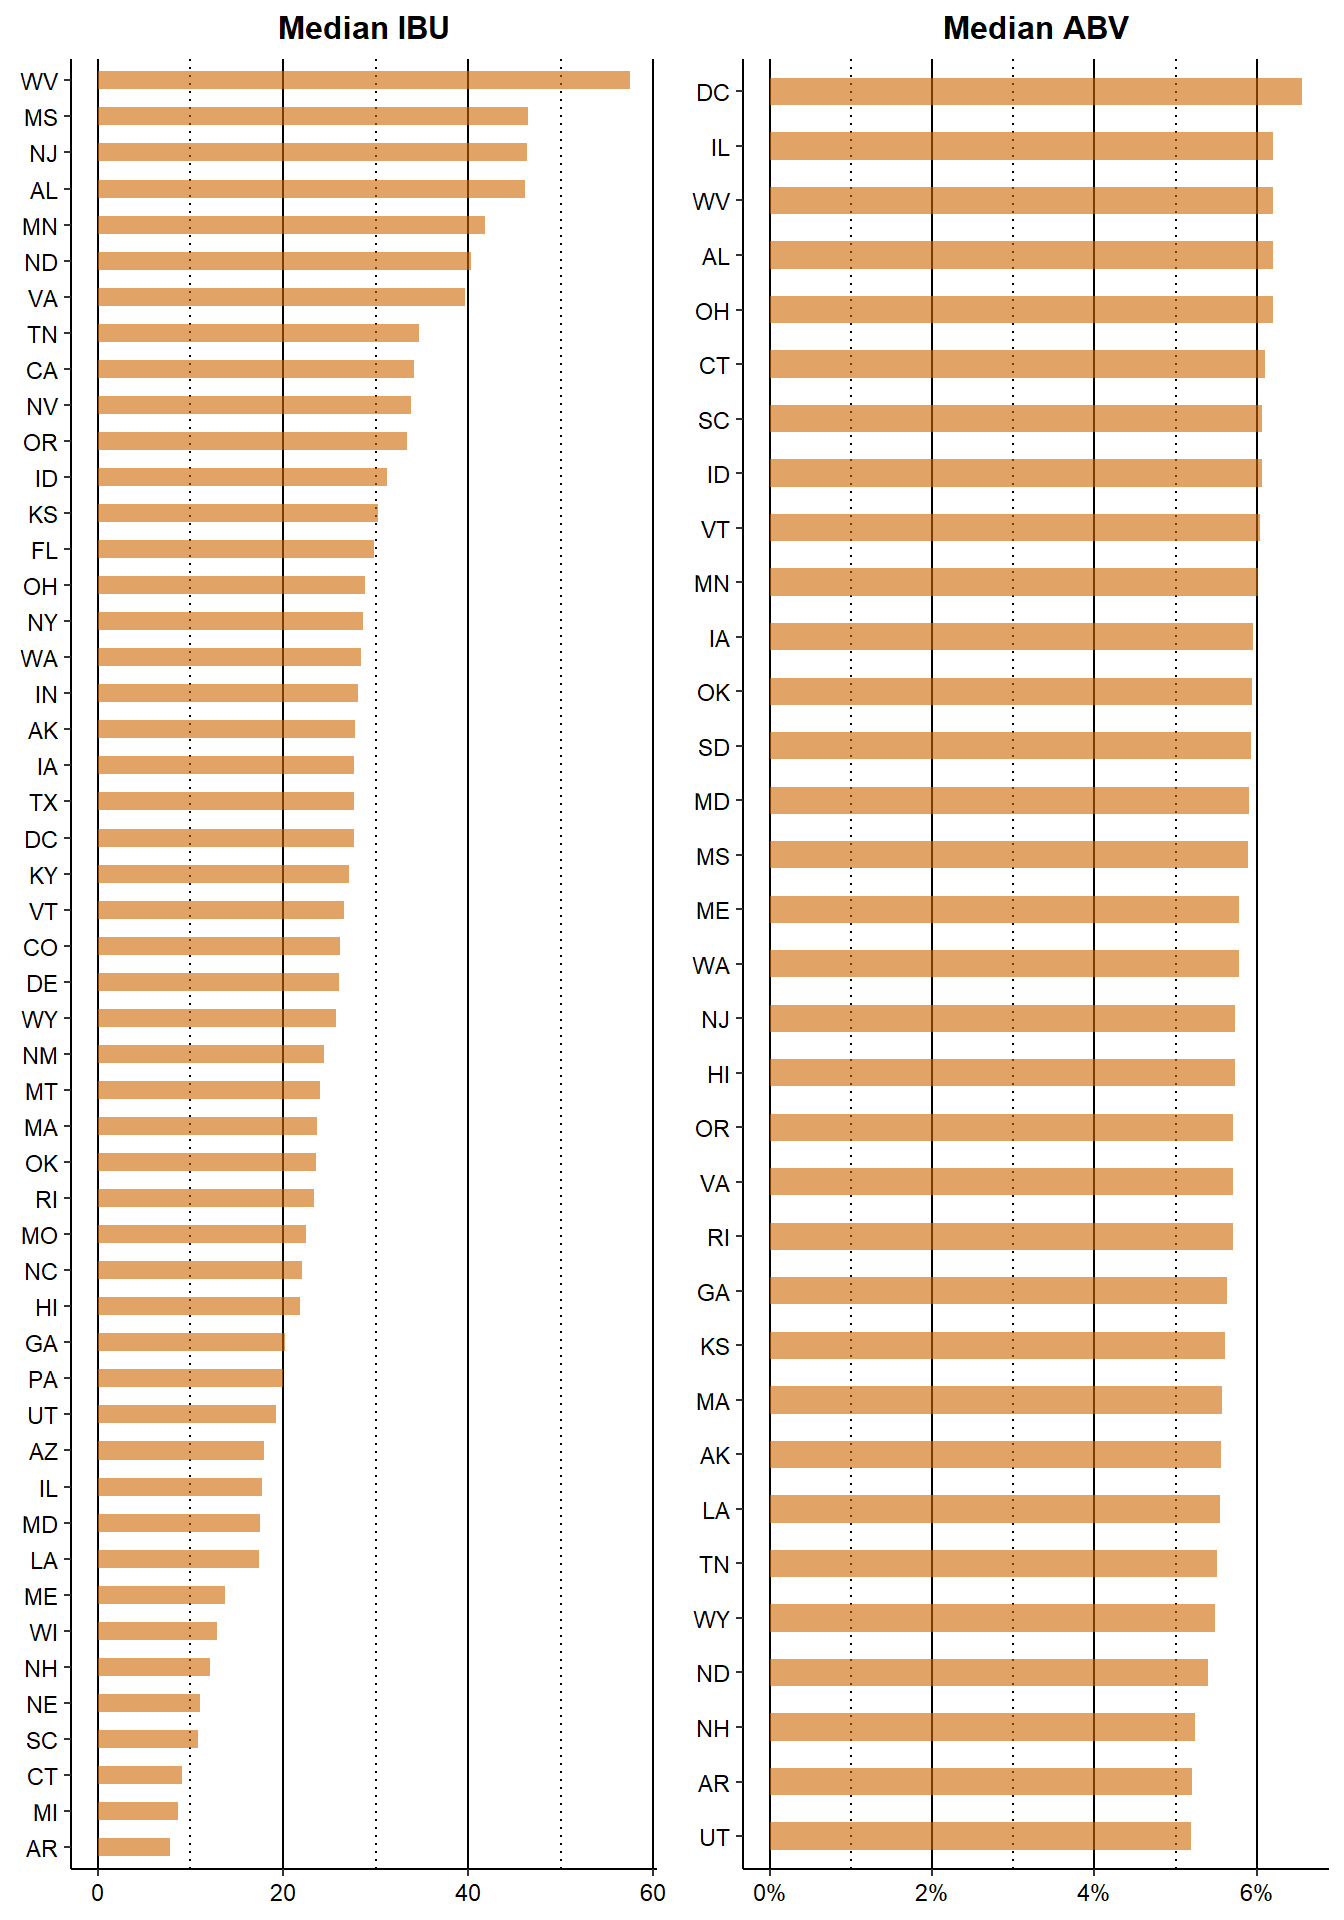 Median IBU
WV
MS
NJ
AL
MN
ND
VA
TN
CA
NV
OR
ID
KS
FL
OH
NY
WA
IN
AK
IA
TX
DC
KY
VT
CO
DE
WY
NM
MT
MA
OK
RI
MO
NC
HI
GA
PA
UT
AZ
IL
MD
LA
ME
WI
NH
NE
SC
CT
MI
AR
0 20 40 60
Median ABV
DC
IL
WV
AL
OH
CT
SC
ID
VT
MN
IA
OK
SD
MD
MS
ME
WA
NJ
HI
OR
VA
RI
GA
KS
MA
AK
LA
TN
WY
ND
NH
AR
UT
0% 2% 4% 6%